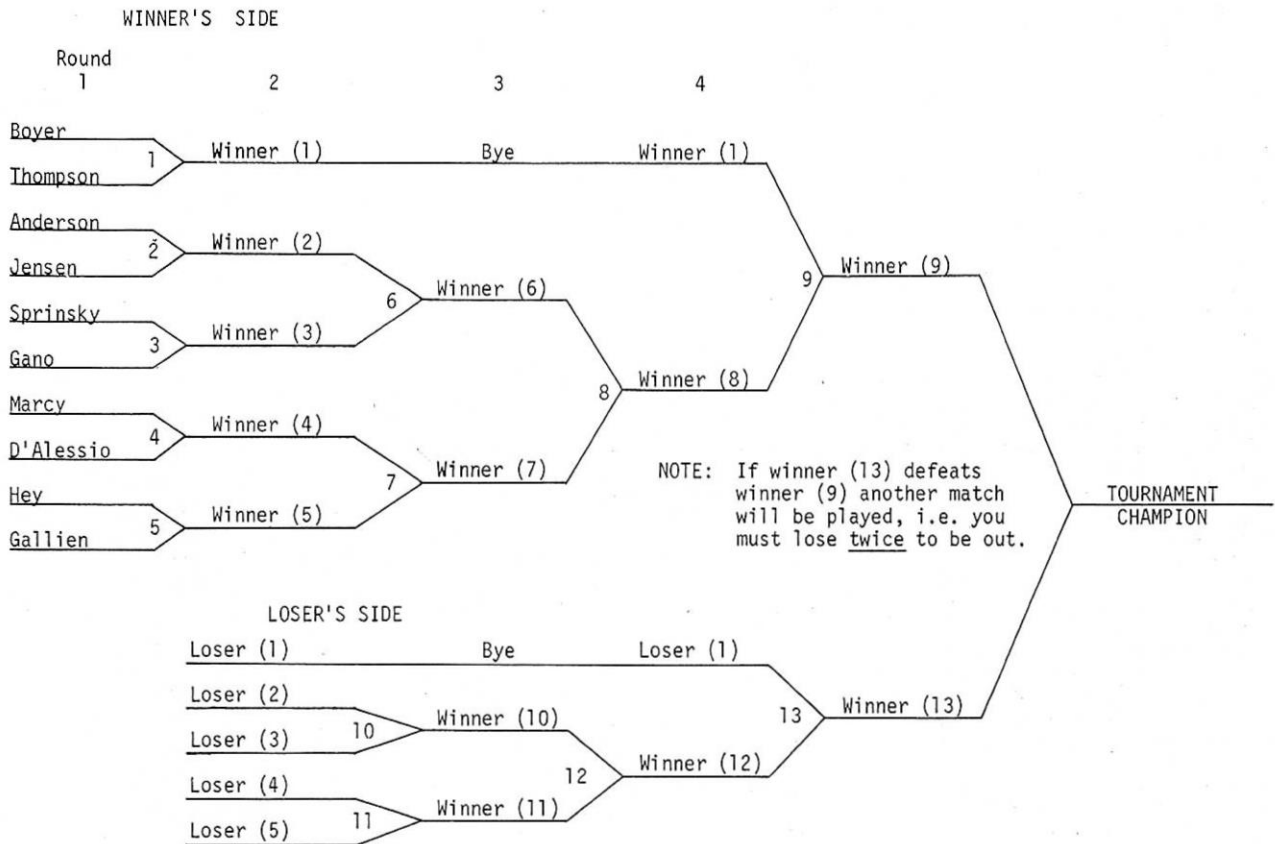 WINNER'S SIDE
Round
1 2 3 4
Boyer
Thompson
1
Winner (1)
Bye
Winner (1)
Anderson
Jensen
2
Winner (2)
Sprinsky
Gano
3
Winner (3)
6
Winner (6)
Marcy
D'Alessio
4
Winner (4)
Hey
Gallien
5
Winner (5)
7
Winner (7)
8
Winner (8)
9
Winner (9)
NOTE: If winner (13) defeats
winner (9) another match
will be played, i.e. you
must lose twice to be out.
TOURNAMENT
CHAMPION
LOSER'S SIDE
Loser (1)
Bye
Loser (1)
Loser (2)
Loser (3)
10
Winner (10)
Loser (4)
Loser (5)
11
Winner (11)
12
Winner (12)
13
Winner (13)